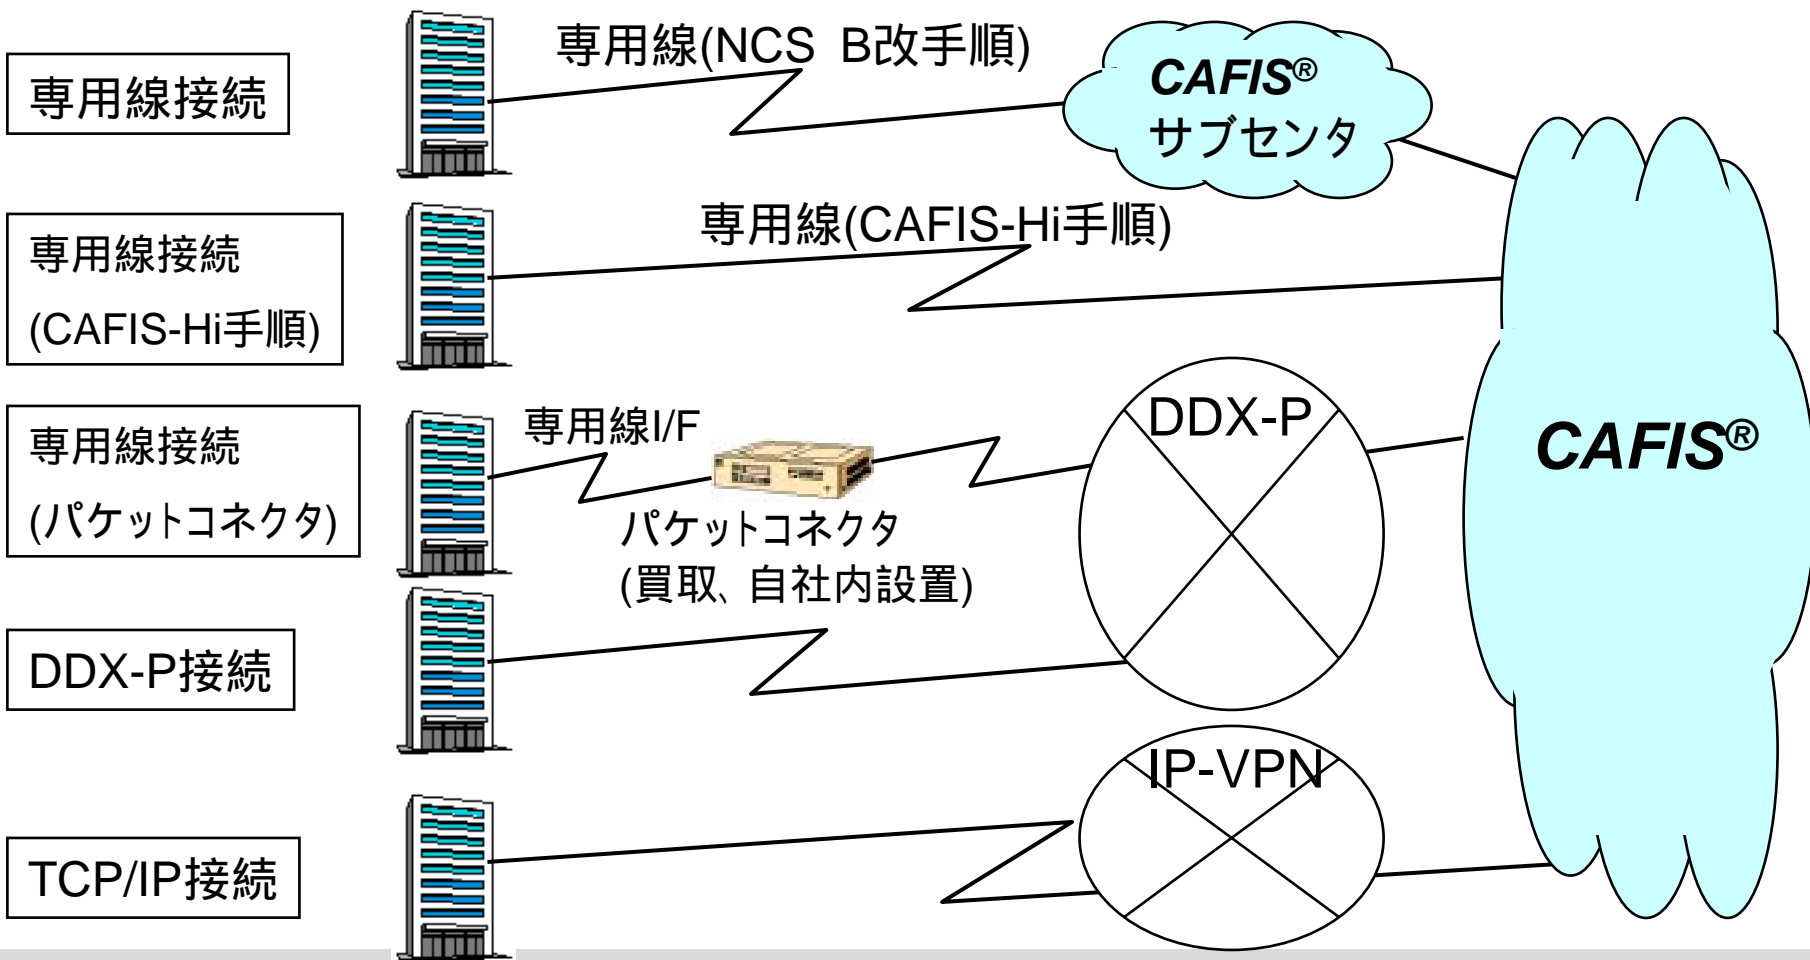 専用線接続
専用線(NCS B改手順)
CAFIS®
サブセンタ
専用線接続
(CAFIS-Hi手順)
専用線(CAFIS-Hi手順)
専用線接続
(パケットコネクタ)
専用線I/F
パケットコネクタ
(買取、自社内設置)
DDX-P
CAFIS®
DDX-P接続
TCP/IP接続
IP-VPN